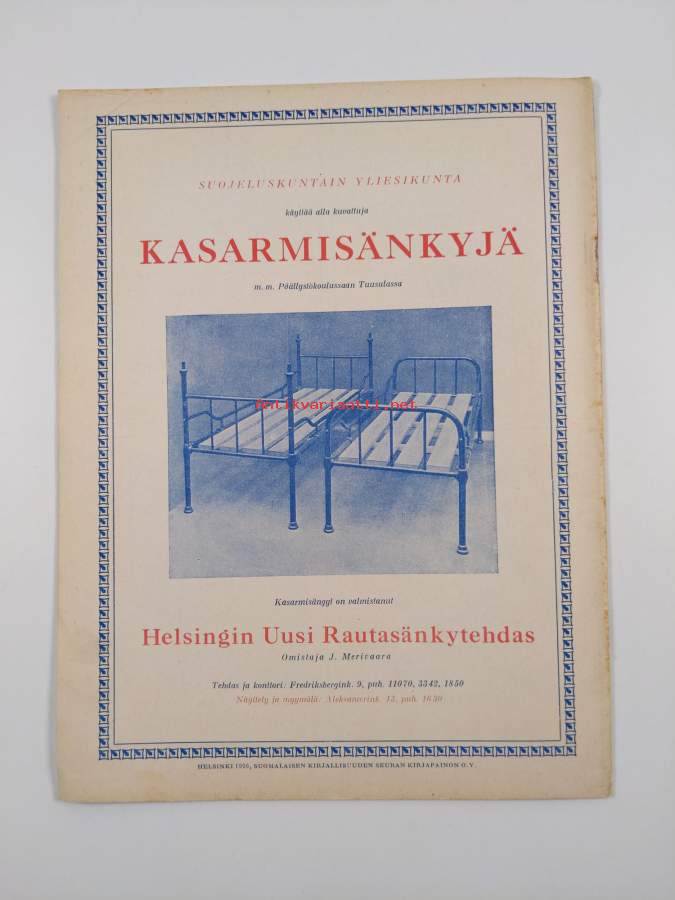 SUOJELUSKUNTAIN YLIESIKUNTA
käyttää alla kuvattuja
KASARMISÄNKYJÄ
m. m. Päällystökoulussaan Tuusulassa
antikvariaatti.net
Kasarmisängyt on valmistanut
Helsingin Uusi Rautasänkytehdas
Omistaja J. Merivaara
Tehdas ja konttori: Fredriksbergink. 9, puh. 11070, 3342, 1850
Näyttely ja myymälä: Aleksanterink. 13, puh. 1650
HELSINKI SUOMALAISEN KIRJALLISUUDEN SEURAN KIRJAPAINON O.Y.